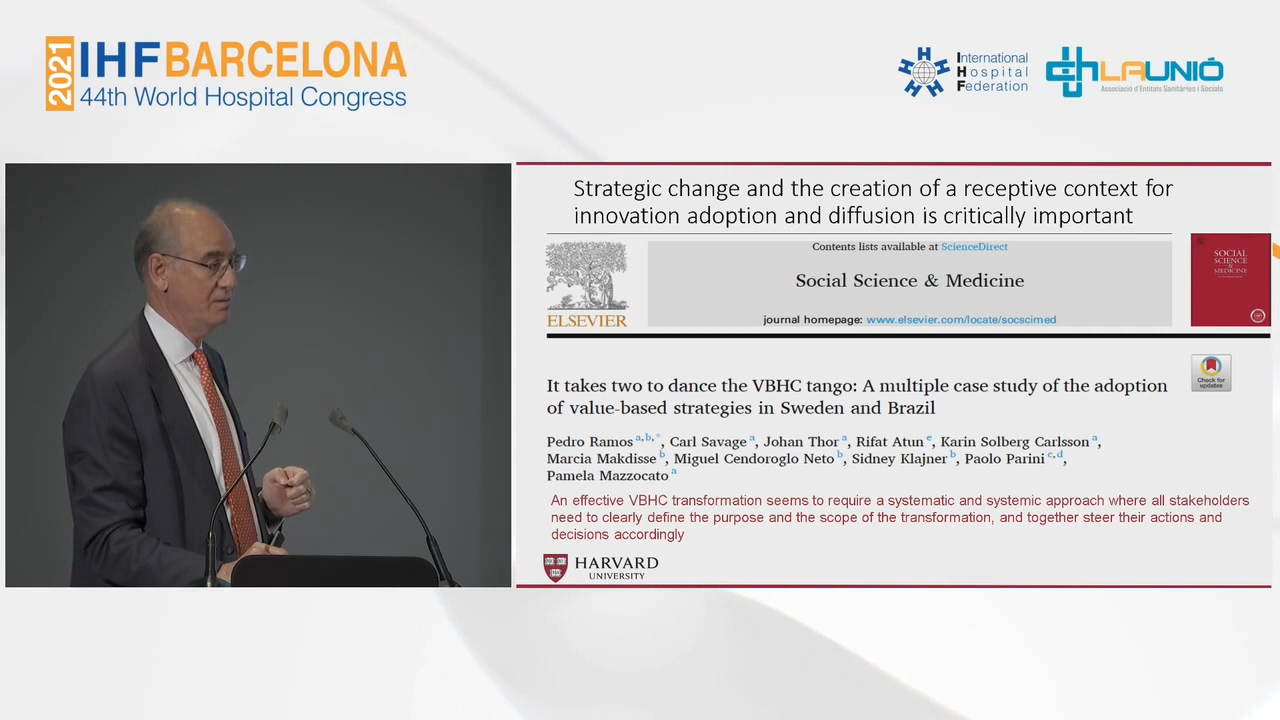 2021
IHF BARCELONA
44th World Hospital Congress
International
Hospital
Federation
LAUNIÓ
Associació d'Entitats Sanitàries i Socials
Strategic change and the creation of a receptive context for
innovation adoption and diffusion is critically important
Contents lists available at ScienceDirect
Social Science & Medicine
journal homepage: www.elsevier.com/locate/socscimed
ELSEVIER
SOCIAL
SCIENCE
&
MEDICINE
Check for
updates
It takes two to dance the VBHC tango: A multiple case study of the adoption
of value-based strategies in Sweden and Brazil
Pedro Ramos a,b,*, Carl Savage a, Johan Thor a, Rifat Atun e, Karin Solberg Carlsson a,
Marcia Makdisse b, Miguel Cendoroglo Neto b, Sidney Klajner b, Paolo Parini c,d,
Pamela Mazzocato a
An effective VBHC transformation seems to require a systematic and systemic approach where all stakeholders
need to clearly define the purpose and the scope of the transformation, and together steer their actions and
decisions accordingly
HARVARD
UNIVERSITY